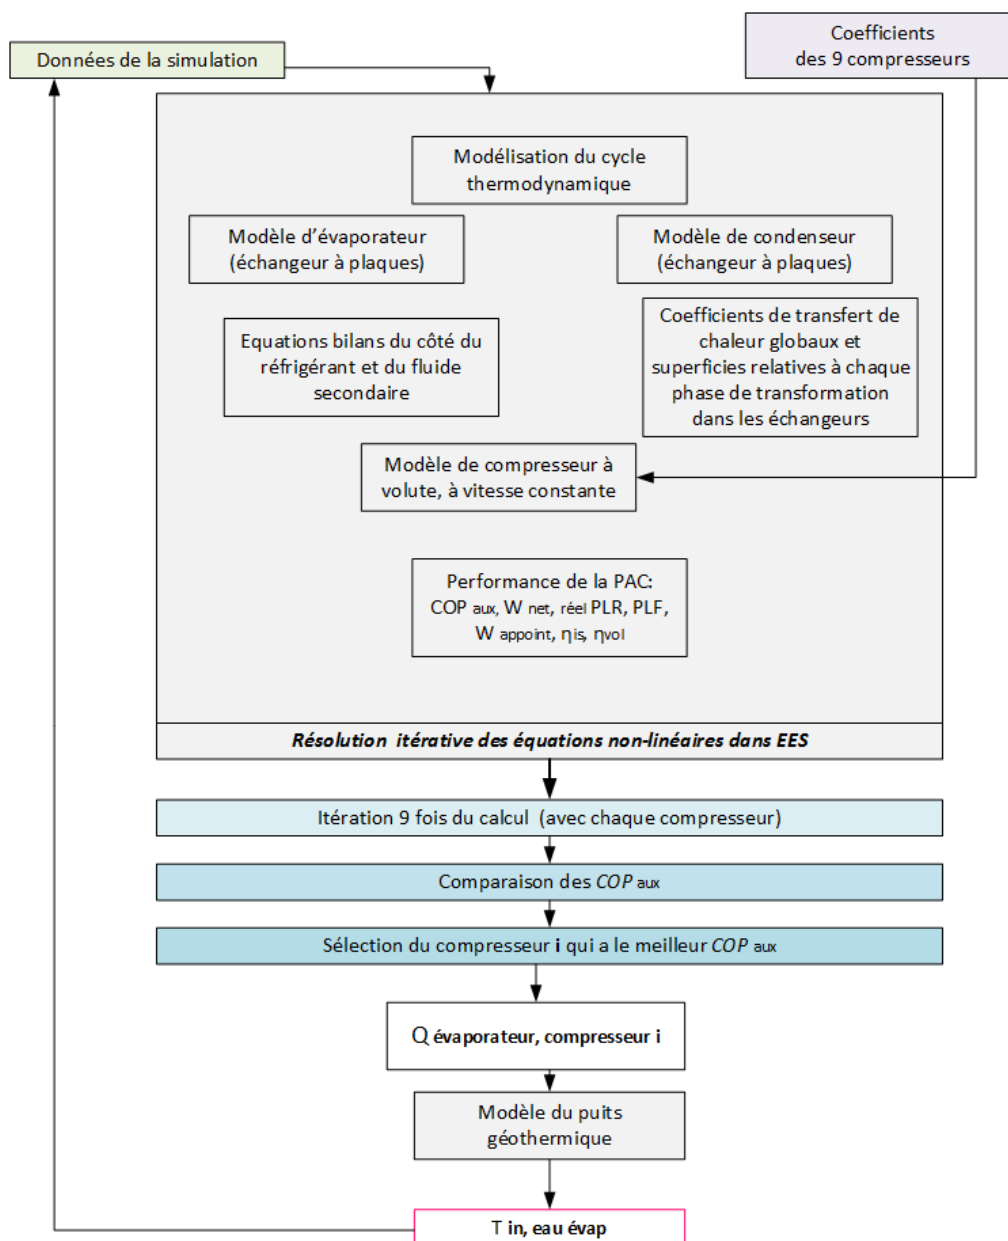 Coefficients
des 9 compresseurs
Données de la simulation
Modélisation du cycle
thermodynamique
Modèle d'évaporateur
(échangeur à plaques)
Modèle de condenseur
(échangeur à plaques)
Equations bilans du côté du
réfrigérant et du fluide
secondaire
Coefficients de transfert de
chaleur globaux et
superficies relatives à chaque
phase de transformation
dans les échangeurs
Modèle de compresseur à
volute, à vitesse constante
Performance de la PAC:
COP aux, W net, réel PLR, PLF,
W appoint, ηis, ηvol
Résolution itérative des équations non-linéaires dans EES
Itération 9 fois du calcul (avec chaque compresseur)
Comparaison des COP aux
Sélection du compresseur i qui a le meilleur COP aux
Q évaporateur, compresseur i
Modèle du puits
géothermique
T in, eau évap